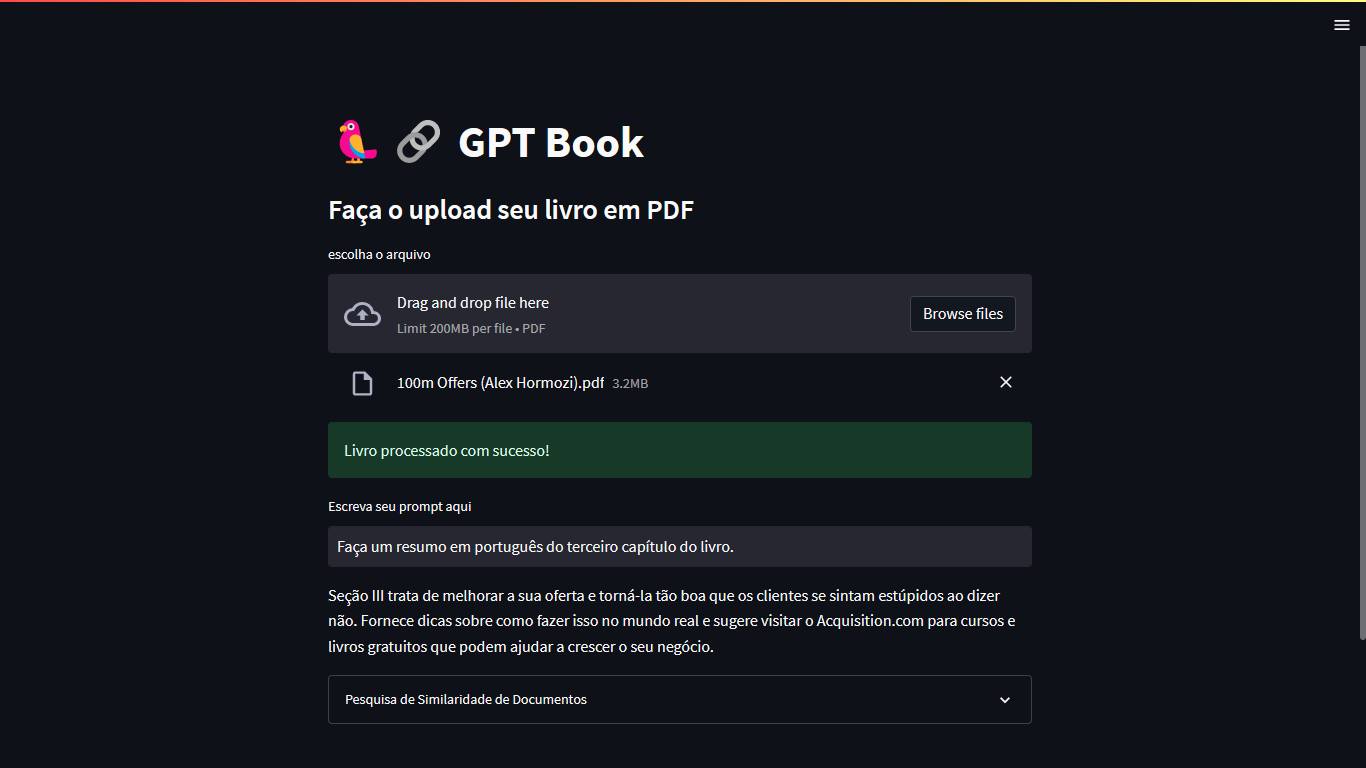 GPT Book
Faça o upload seu livro em PDF
escolha o arquivo
Drag and drop file here
Limit 200MB per file • PDF
Browse files
100m Offers (Alex Hormozi).pdf 3.2MB
Livro processado com sucesso!
Escreva seu prompt aqui
Faça um resumo em português do terceiro capítulo do livro.
Seção III trata de melhorar a sua oferta e torná-la tão boa que os clientes se sintam estúpidos ao dizer
não. Fornece dicas sobre como fazer isso no mundo real e sugere visitar o Acquisition.com para cursos e
livros gratuitos que podem ajudar a crescer o seu negócio.
Pesquisa de Similaridade de Documentos